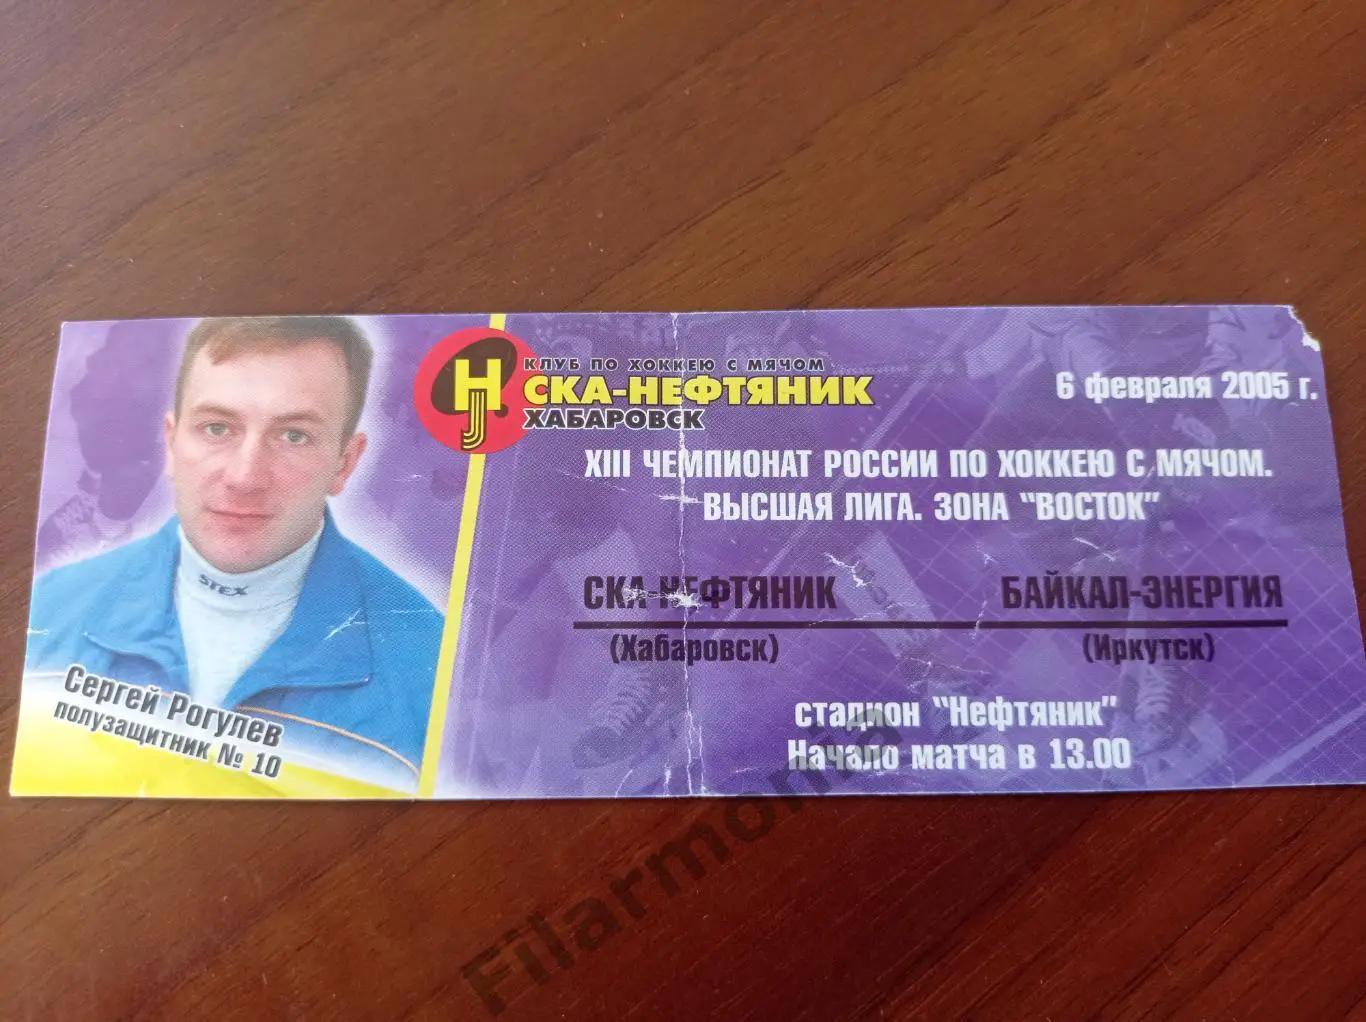 КЛУБ ПО ХОККЕЮ С МЯЧОМ
СКА-НЕФТЯНИК
ХАБАРОВСК
6 февраля 2005 г.
XIII ЧЕМПИОНАТ РОССИИ ПО ХОККЕЮ С МЯЧОМ.
ВЫСШАЯ ЛИГА. ЗОНА "ВОСТОК"
СКА-НЕФТЯНИК БАЙКАЛ-ЭНЕРГИЯ
(Хабаровск) (Иркутск)
стадион "Нефтяник"
Начало матча в 13.00
STEX
Сергей Рогулев
полузащитник № 10
Filarmonia